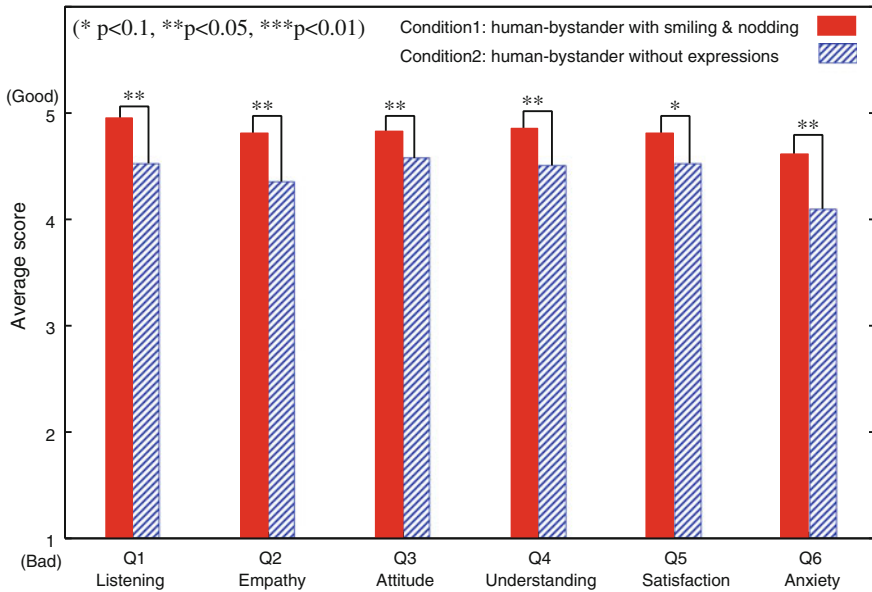 (* p<0.1, **p<0.05, ***p<0.01)
Condition1: human-bystander with smiling & nodding
Condition2: human-bystander without expressions
(Good)
5
4
3
2
1
(Bad)
Average score
**
**
**
**
*
**
Q1 Q2 Q3 Q4 Q5 Q6
Listening Empathy Attitude Understanding Satisfaction Anxiety